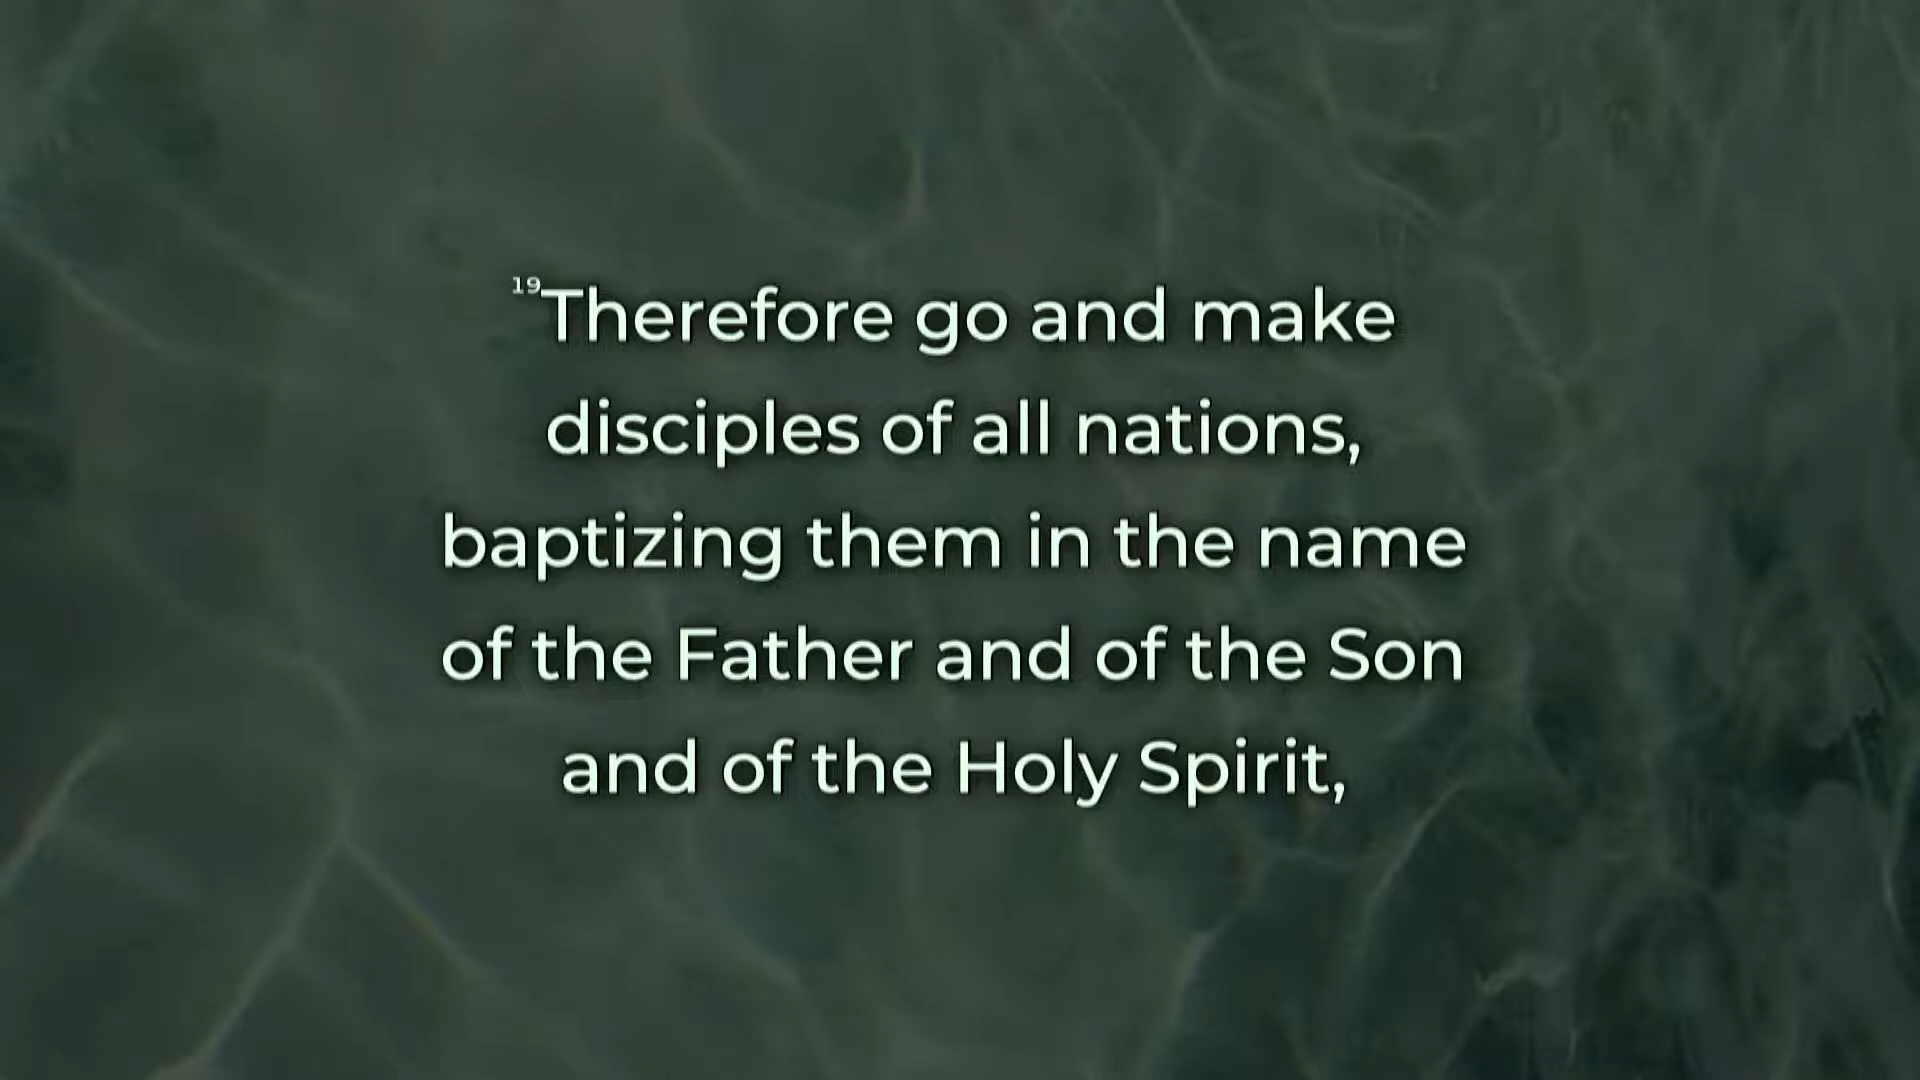 ¹⁹Therefore go and make
disciples of all nations,
baptizing them in the name
of the Father and of the Son
and of the Holy Spirit,